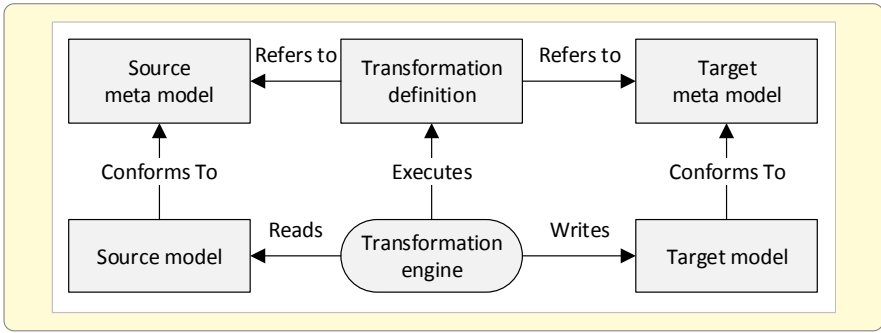 Source
meta model
Refers to
Transformation
definition
Refers to
Target
meta model
Conforms To
Executes
Conforms To
Source model
Reads
Transformation
engine
Writes
Target model